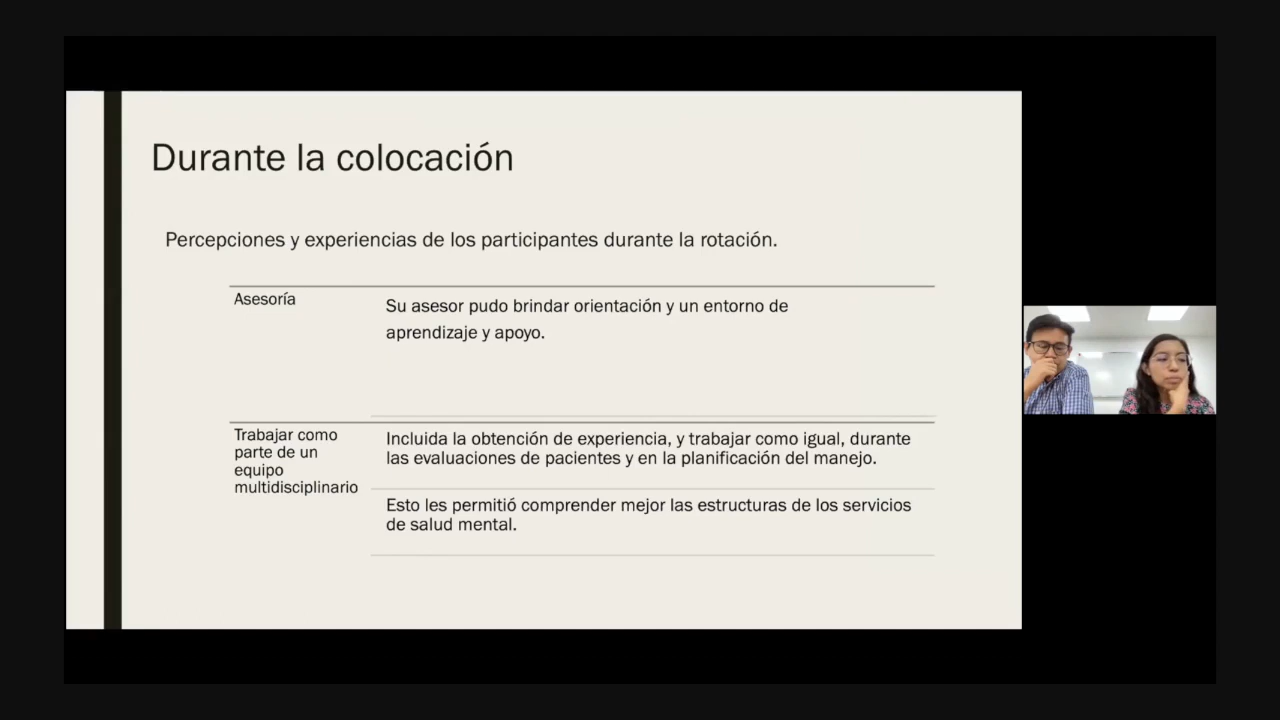 Durante la colocación
Percepciones y experiencias de los participantes durante la rotación.
Asesoría
Su asesor pudo brindar orientación y un entorno de
aprendizaje y apoyo.
Trabajar como
parte de un
equipo
multidisciplinario
Incluida la obtención de experiencia, y trabajar como igual, durante
las evaluaciones de pacientes y en la planificación del manejo.
Esto les permitió comprender mejor las estructuras de los servicios
de salud mental.